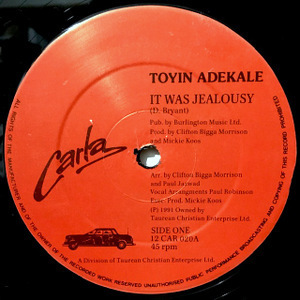 TOYIN ADEKALE
IT WAS JEALOUSY
(D. Bryant)
Pub. by Burlington Music Ltd.
Prod. by Clifton Bigga Morrison
and Mickie Koos
Carla
Arr. by Clifton Bigga Morrison
and Paul
Vocal Arrangements Paul Robinson
Exec. Prod. Mickie Koos
(P) 1991 Owned by
Taurean Christian Enterprise Ltd.
SIDE ONE
12 CAR 020A
45 rpm
A Division of Taurean Christian Enterprise Ltd.
ALL RIGHTS OF THE MANUFACTURER AND OF THE OWNER OF THE RECORDED WORK RESERVED UNAUTHORISED PUBLIC PERFORMANCE BROADCASTING AND COPYING OF THIS RECORD PROHIBITED